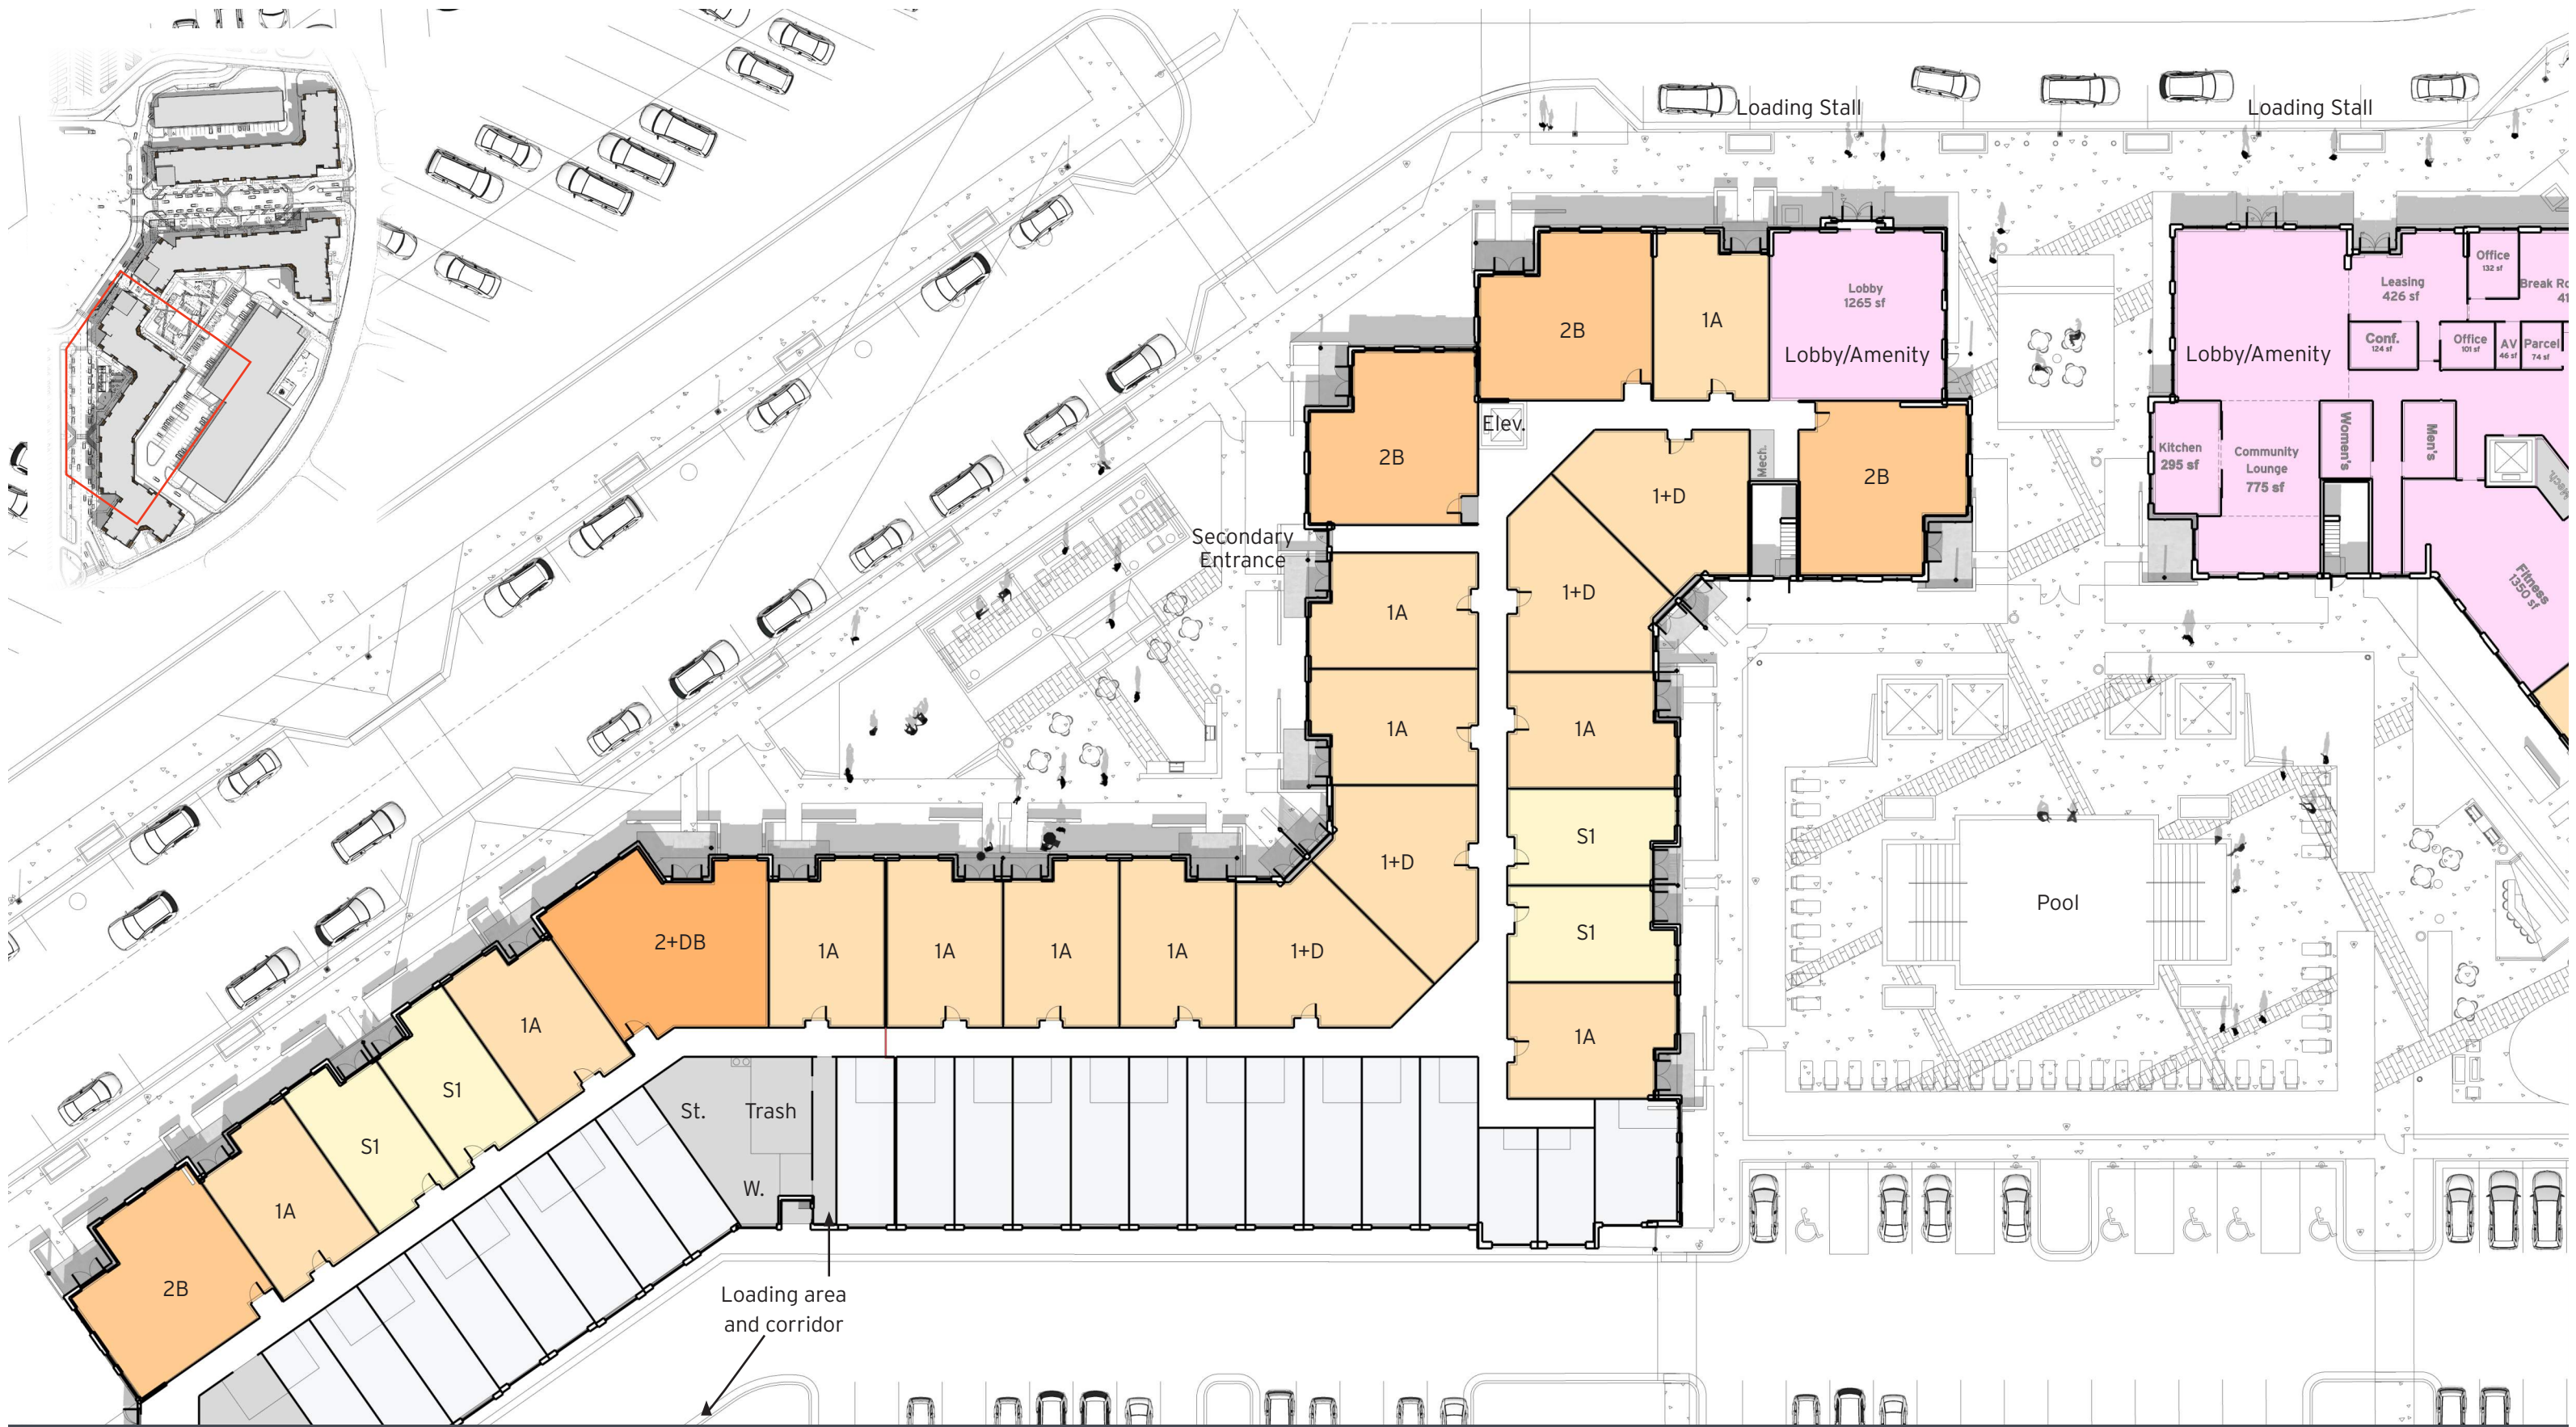 Loading Stall
Loading Stall
Office
132 sf
Lobby
1265 sf
Leasing
426 sf
Break Ro
41
2B
1A
Lobby/Amenity
Lobby/Amenity
Conf.
124 sf
Office
101 sf
AV
46 sf
Parcel
74 sf
Elev.
2B
Mech.
2B
1+D
Kitchen
295 sf
Community
Lounge
775 sf
Women's
Men's
Mech.
Secondary
Entrance
1+D
1A
Fitness
1350 sf
1A
1A
S1
1+D
Pool
S1
2+DB
1A
1A
1A
1A
1+D
1A
1A
S1
St.
Trash
S1
W.
1A
2B
Loading area
and corridor